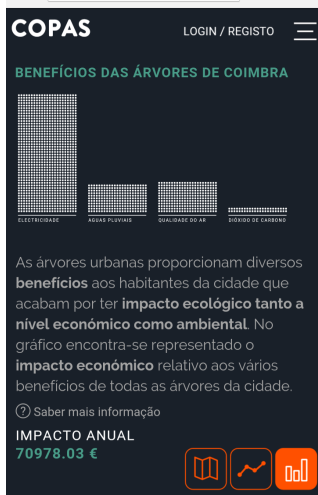 COPAS
LOGIN / REGISTO
BENEFÍCIOS DAS ÁRVORES DE COIMBRA
ELECTRICIDADE AGUAS PLUVIAIS QUALIDADE DO AR DIÓXIDO DE CARBONO
As árvores urbanas proporcionam diversos
benefícios aos habitantes da cidade que
acabam por ter impacto ecológico tanto a
nível económico como ambiental. No
gráfico encontra-se representado o
impacto económico relativo aos vários
benefícios de todas as árvores da cidade.
? Saber mais informação
IMPACTO ANUAL
70978.03 €